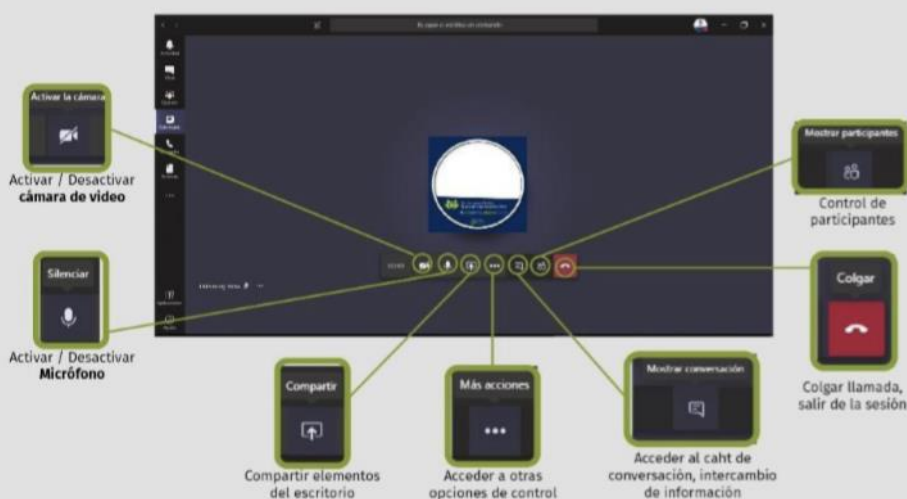 Activar la cámara
Activar / Desactivar
cámara de video
Silenciar
Activar / Desactivar
Micrófono
Compartir
Compartir elementos
del escritorio
Más acciones
Acceder a otras
opciones de control
Mostrar conversación
Acceder al caht de
conversación, intercambio
de información
Mostrar participantes
Control de
participantes
Colgar
Colgar llamada,
salir de la sesión